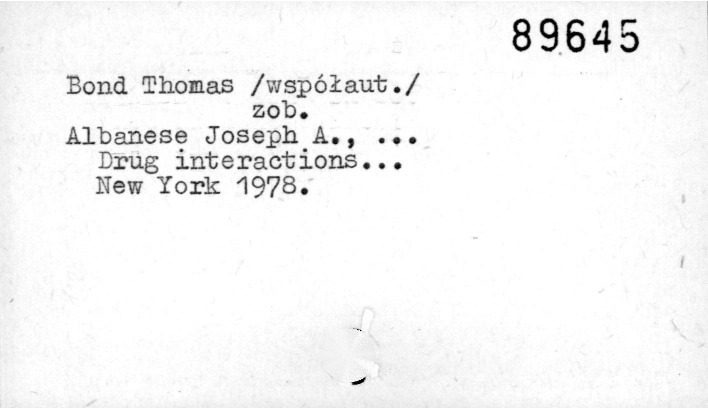 89645
Bond Thomas /współaut./
zob.
Albanese Joseph A., ...
Drug interactions...
New York 1978.